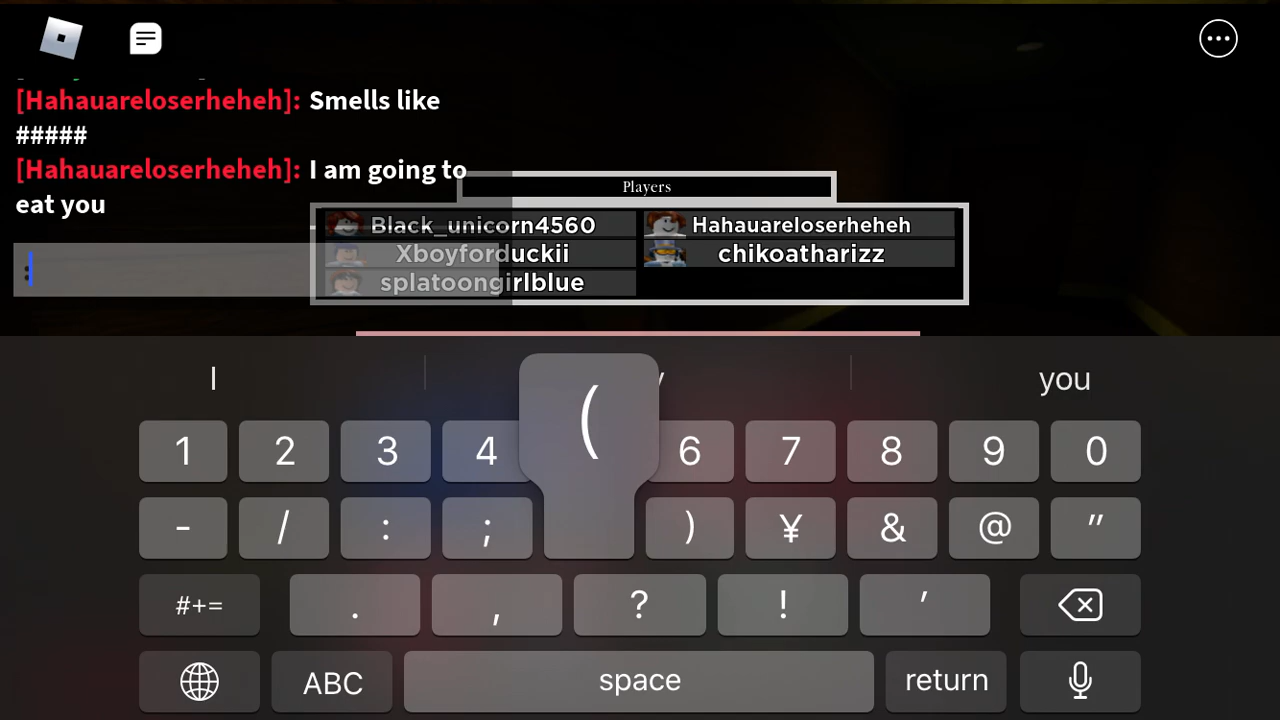 [Hahauareloserheheh]: Smells like
#####
[Hahauareloserheheh]: I am going to
eat you
Players
Black_unicorn4560 Hahauareloserheheh
Xboyforduckii chikoatharizz
splatoongirlblue
:
I you
(
1 2 3 4 6 7 8 9 0
- / : ; ) ¥ & @ "
#+= . , ? ! '
ABC space return